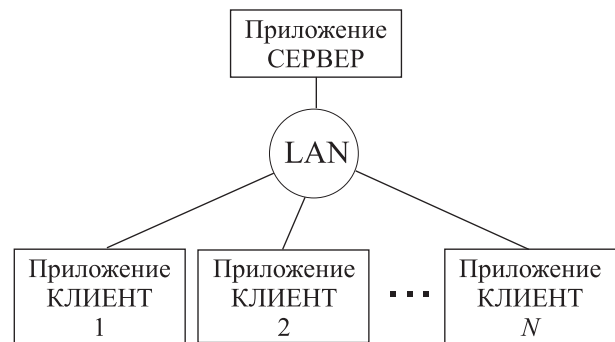 Приложение
СЕРВЕР
LAN
Приложение
КЛИЕНТ
1
Приложение
КЛИЕНТ
2
...
Приложение
КЛИЕНТ
N